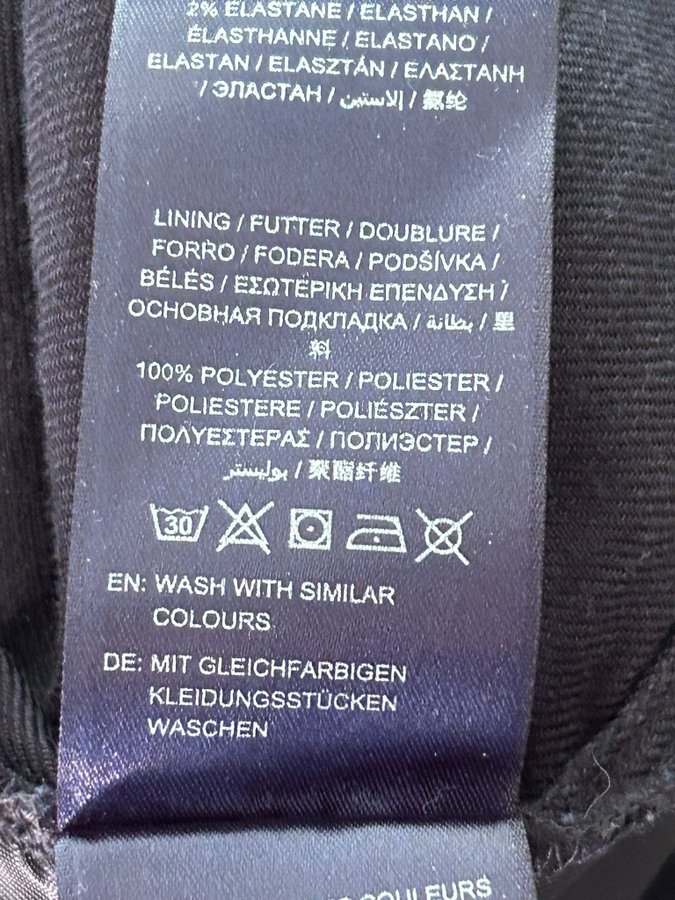 2% ELASTANE / ELASTHAN /
ÉLASTHANNE / ELASTANO /
ELASTAN / ELASZTÁN / ΕΛΑΣΤΑΝΗ
/ ЭЛАСТАН / إلاستين / 氨纶
LINING / FUTTER / DOUBLURE /
FORRO / FODERA / PODŠÍVKA /
BÉLÉS / ΕΣΩΤΕΡΙΚΗ ΕΠΕΝΔΥΣΗ /
ОСНОВНАЯ ПОДКЛАДКА / بطانة / 里
料
100% POLYESTER / POLIESTER /
POLIESTERE / POLIÉSZTER /
ΠΟΛΥΕΣΤΕΡΑΣ / ПОЛИЭСТЕР /
بوليستر / 聚酯纤维
30
EN: WASH WITH SIMILAR
COLOURS
DE: MIT GLEICHFARBIGEN
KLEIDUNGSSTÜCKEN
WASCHEN
COULEURS